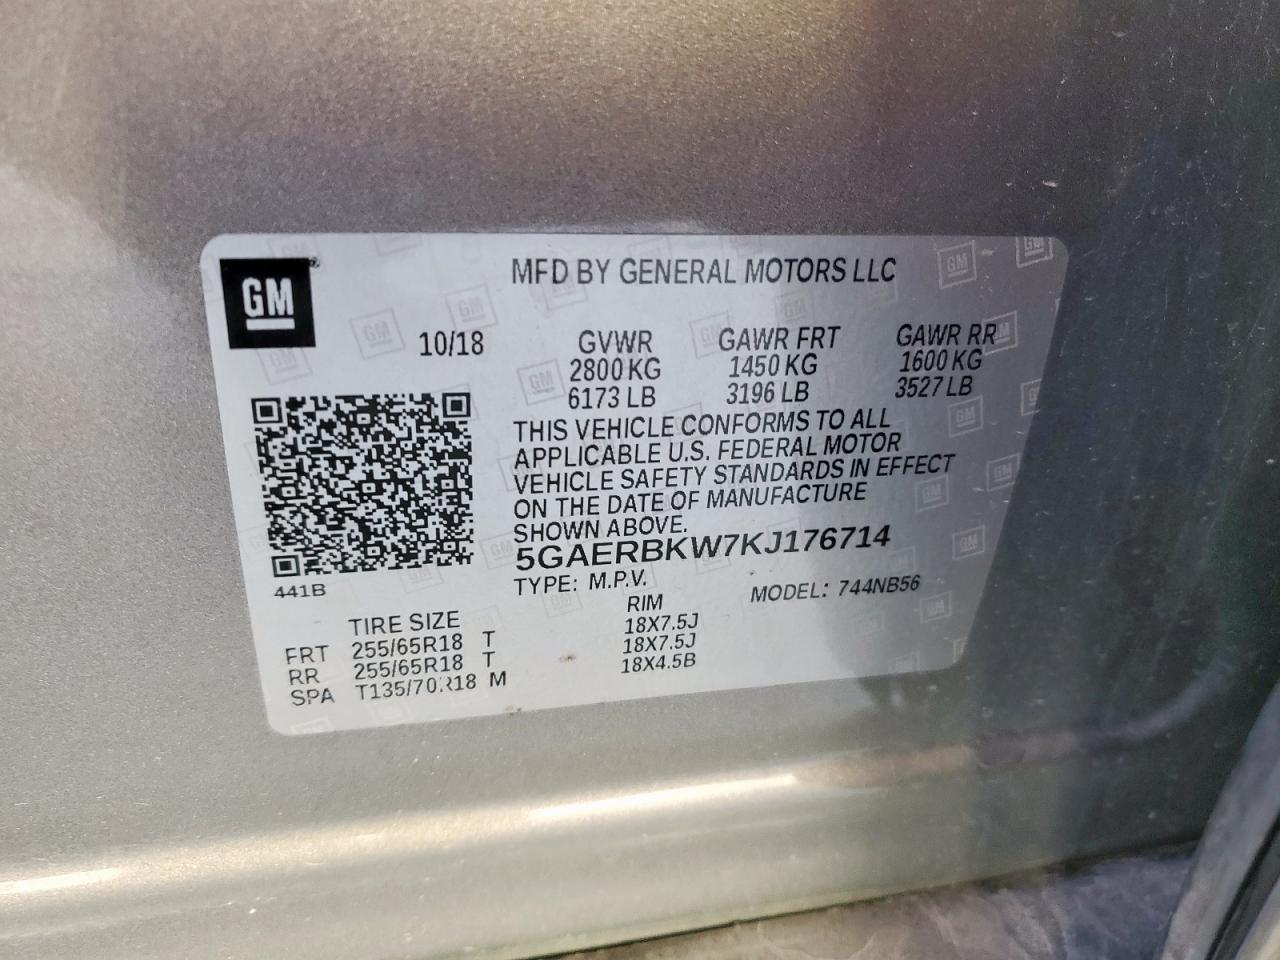 GM
MFD BY GENERAL MOTORS LLC
10/18 GVWR GAWR FRT GAWR RR
2800 KG 1450 KG 1600 KG
6173 LB 3196 LB 3527 LB
THIS VEHICLE CONFORMS TO ALL
APPLICABLE U.S. FEDERAL MOTOR
VEHICLE SAFETY STANDARDS IN EFFECT
ON THE DATE OF MANUFACTURE
SHOWN ABOVE.
5GAERBKW7KJ176714
441B
TYPE: M.P.V. MODEL: 744NB56
TIRE SIZE RIM
FRT 255/65R18 T 18X7.5J
RR 255/65R18 T 18X7.5J
SPA T135/70R18 M 18X4.5B